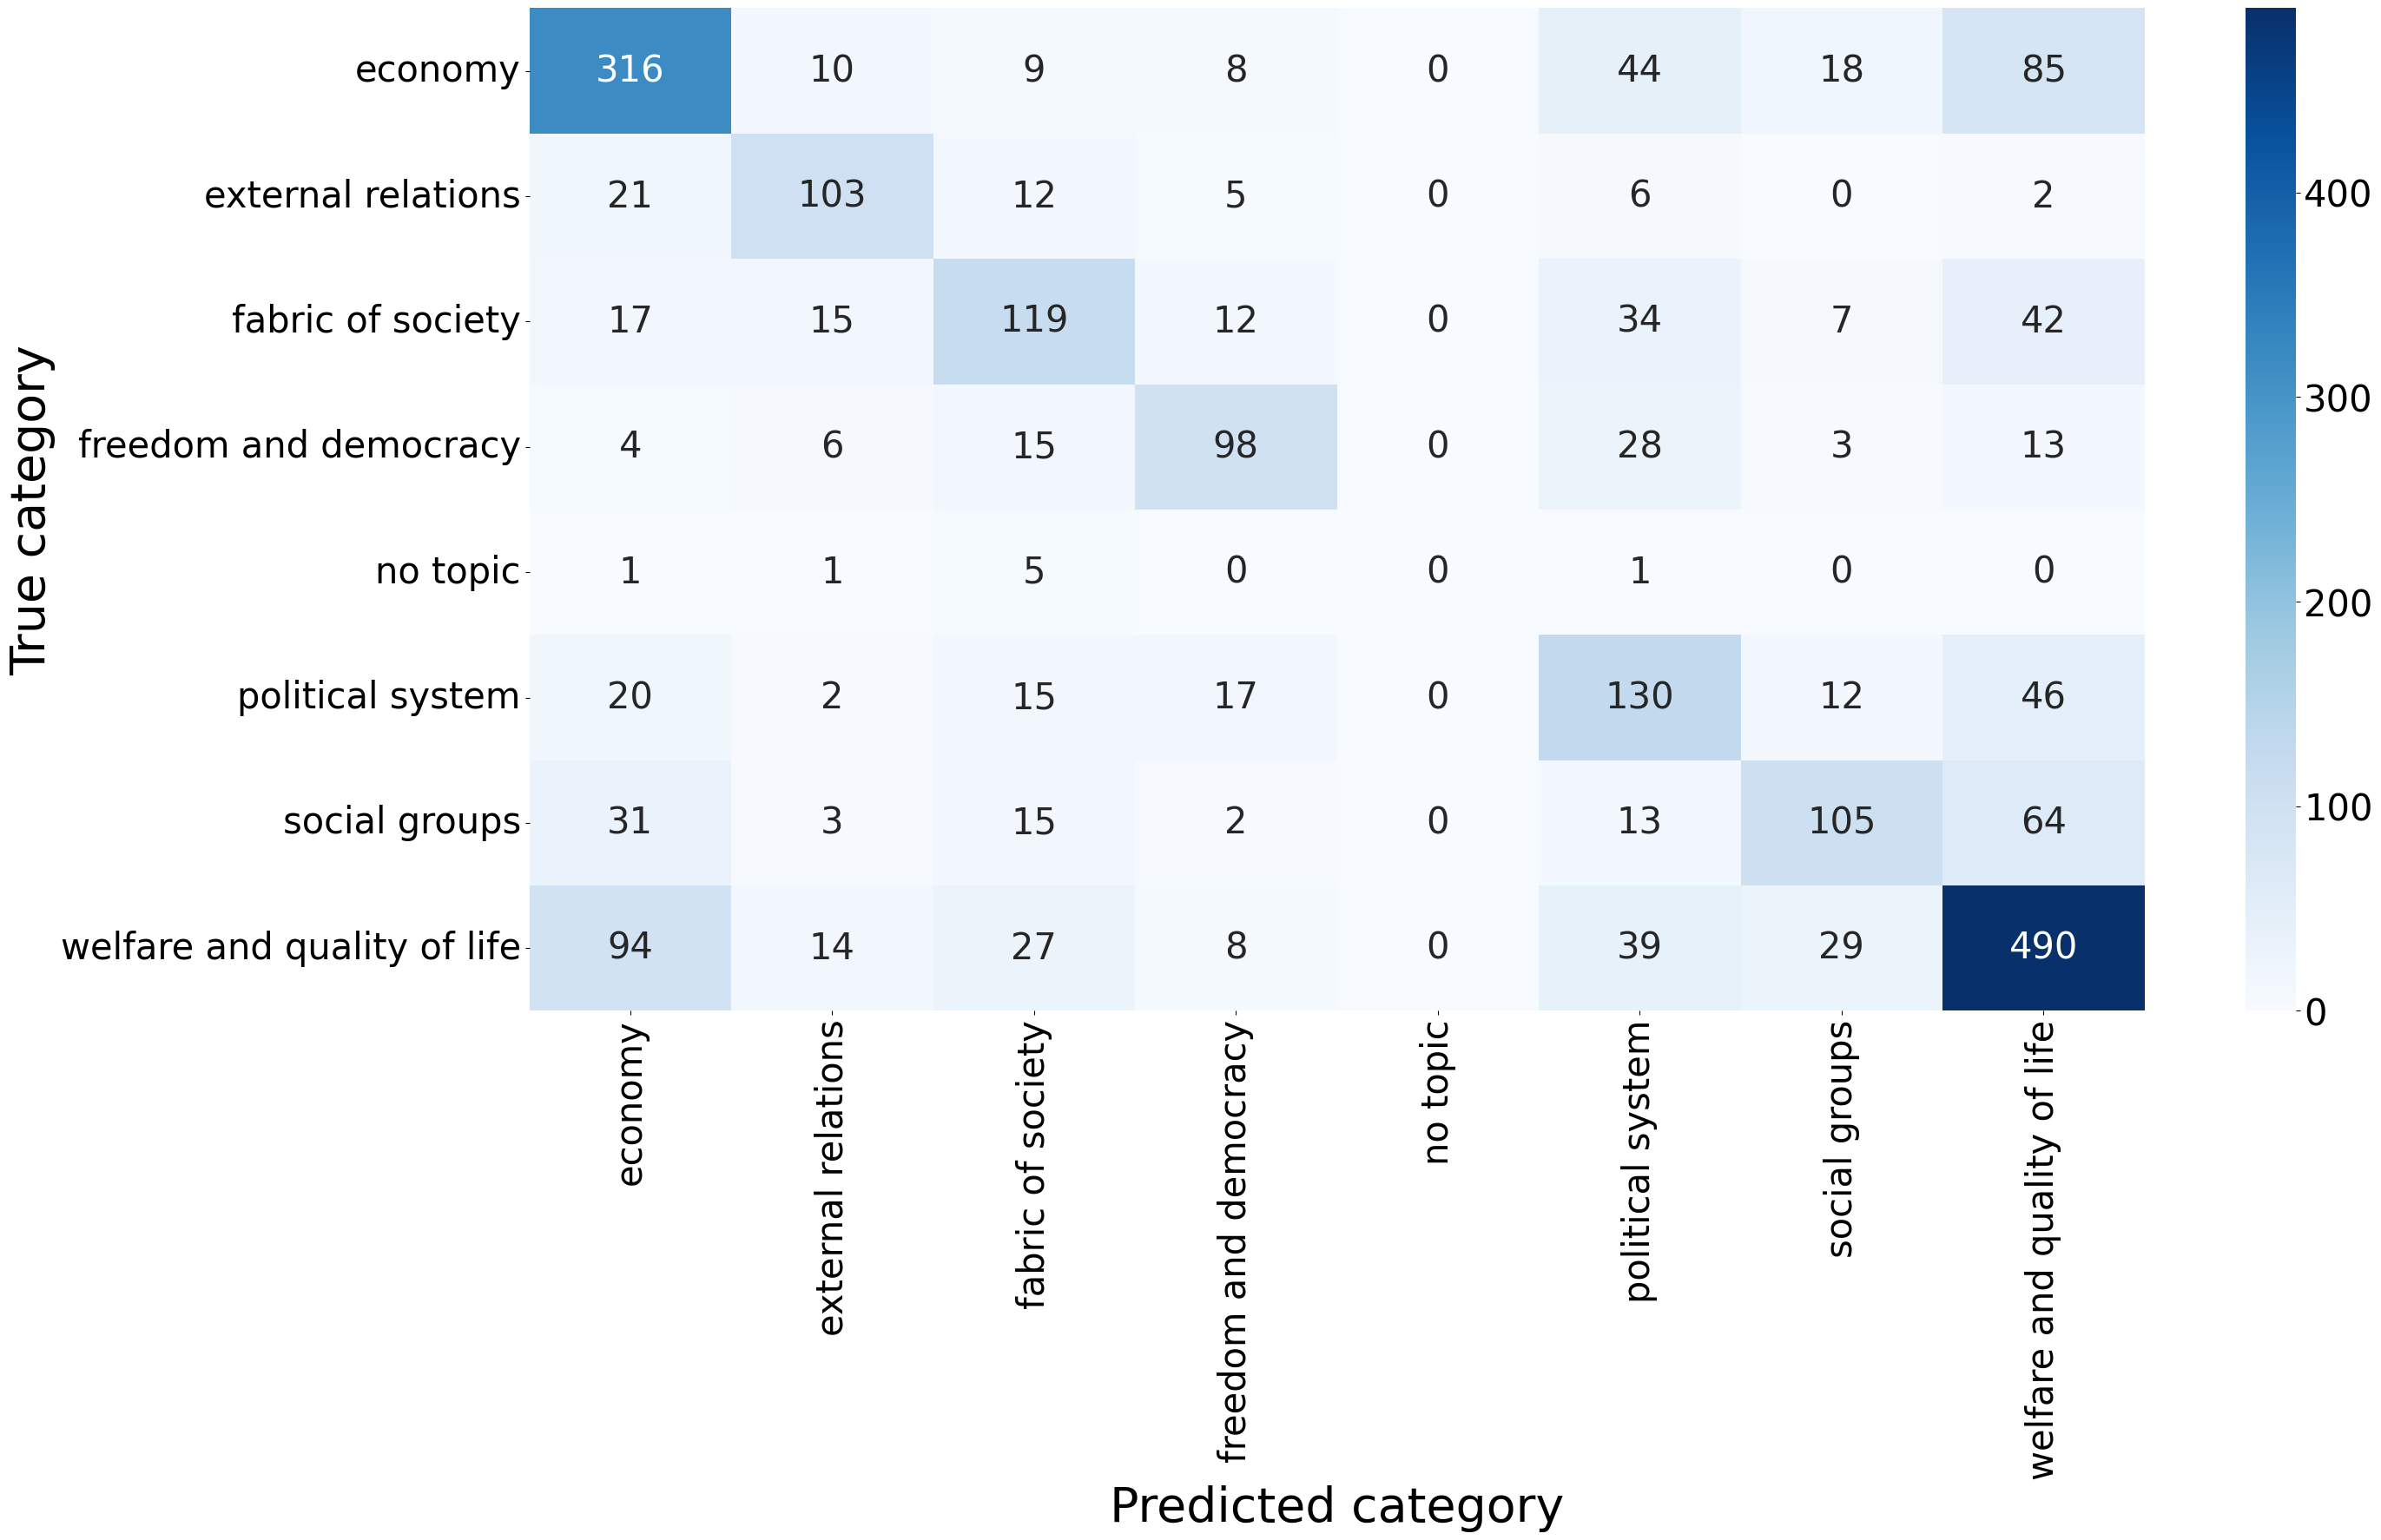 True category
economy 316 10 9 8 0 44 18 85
external relations 21 103 12 5 0 6 0 2
fabric of society 17 15 119 12 0 34 7 42
freedom and democracy 4 6 15 98 0 28 3 13
no topic 1 1 5 0 0 1 0 0
political system 20 2 15 17 0 130 12 46
social groups 31 3 15 2 0 13 105 64
welfare and quality of life 94 14 27 8 0 39 29 490
economy
external relations
fabric of society
freedom and democracy
no topic
political system
social groups
welfare and quality of life
Predicted category
400
300
200
100
0